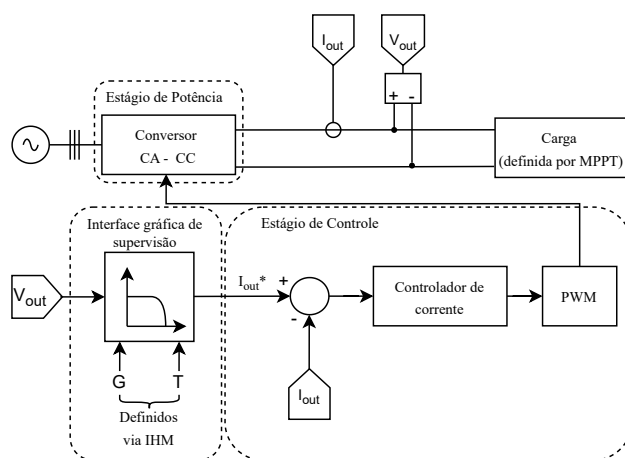 I_out
V_out
Estágio de Potência
+ -
Conversor
CA - CC
Carga
(definida por MPPT)
Interface gráfica de
supervisão
Estágio de Controle
V_out
I_out*
+
-
Controlador de
corrente
PWM
G T
I_out
Definidos
via IHM